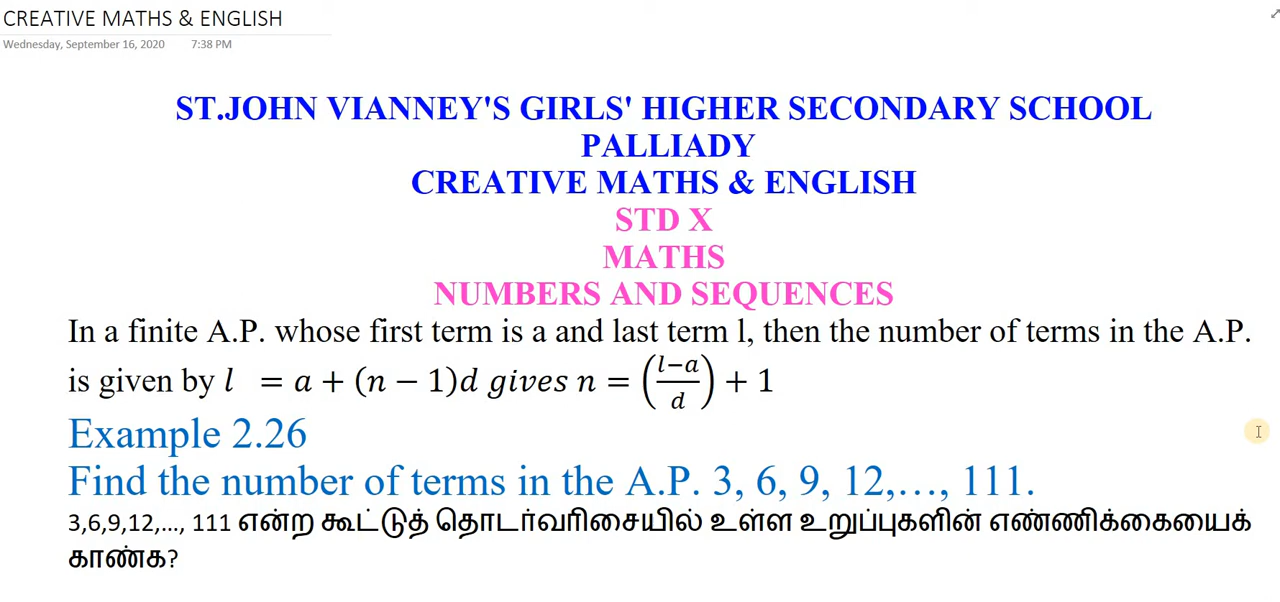 CREATIVE MATHS & ENGLISH
Wednesday, September 16, 2020 7:38 PM
ST.JOHN VIANNEY'S GIRLS' HIGHER SECONDARY SCHOOL
PALLIADY
CREATIVE MATHS & ENGLISH
STD X
MATHS
NUMBERS AND SEQUENCES
In a finite A.P. whose first term is a and last term l, then the number of terms in the A.P.
is given by l = a + (n − 1)d gives n = ((l−a)/d) + 1
Example 2.26
Find the number of terms in the A.P. 3, 6, 9, 12,…, 111.
3,6,9,12,…, 111 என்ற கூட்டுத் தொடர்வரிசையில் உள்ள உறுப்புகளின் எண்ணிக்கையைக்
காண்க?